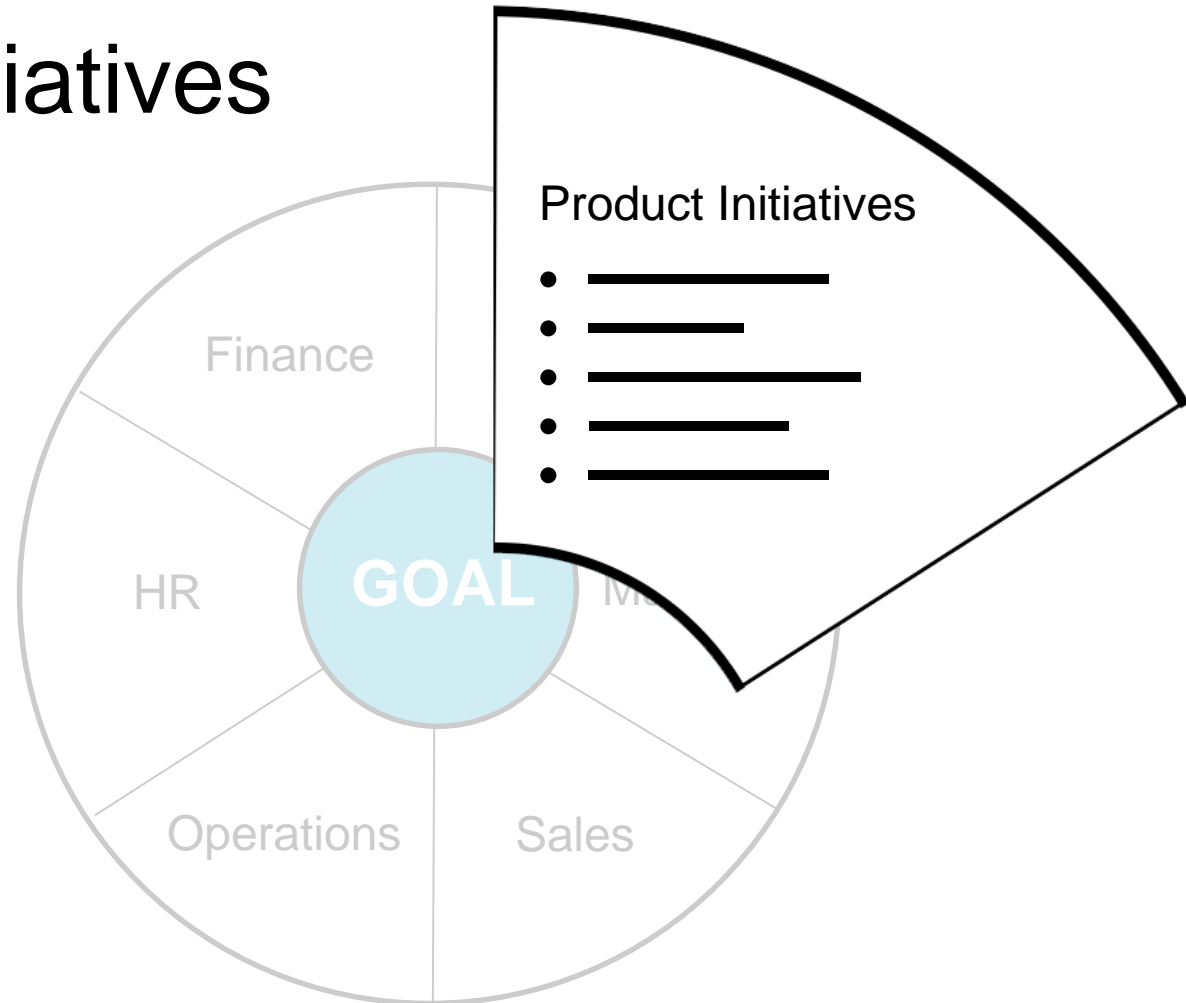 iatives
Product Initiatives
Finance
HR
GOAL
Operations
Sales